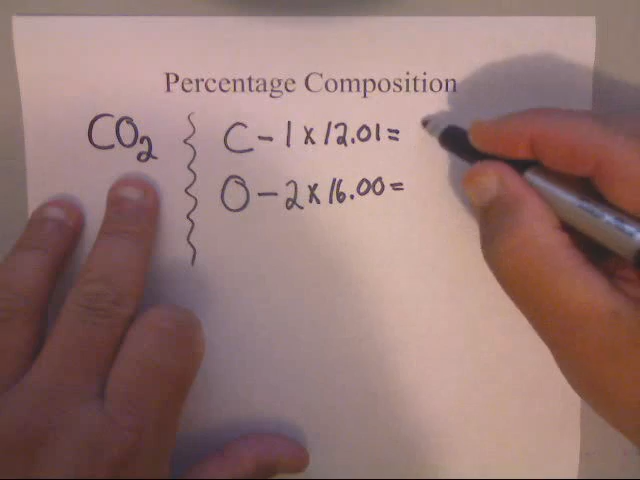 Percentage Composition
CO₂
C - 1 x 12.01 =
O - 2 x 16.00 =